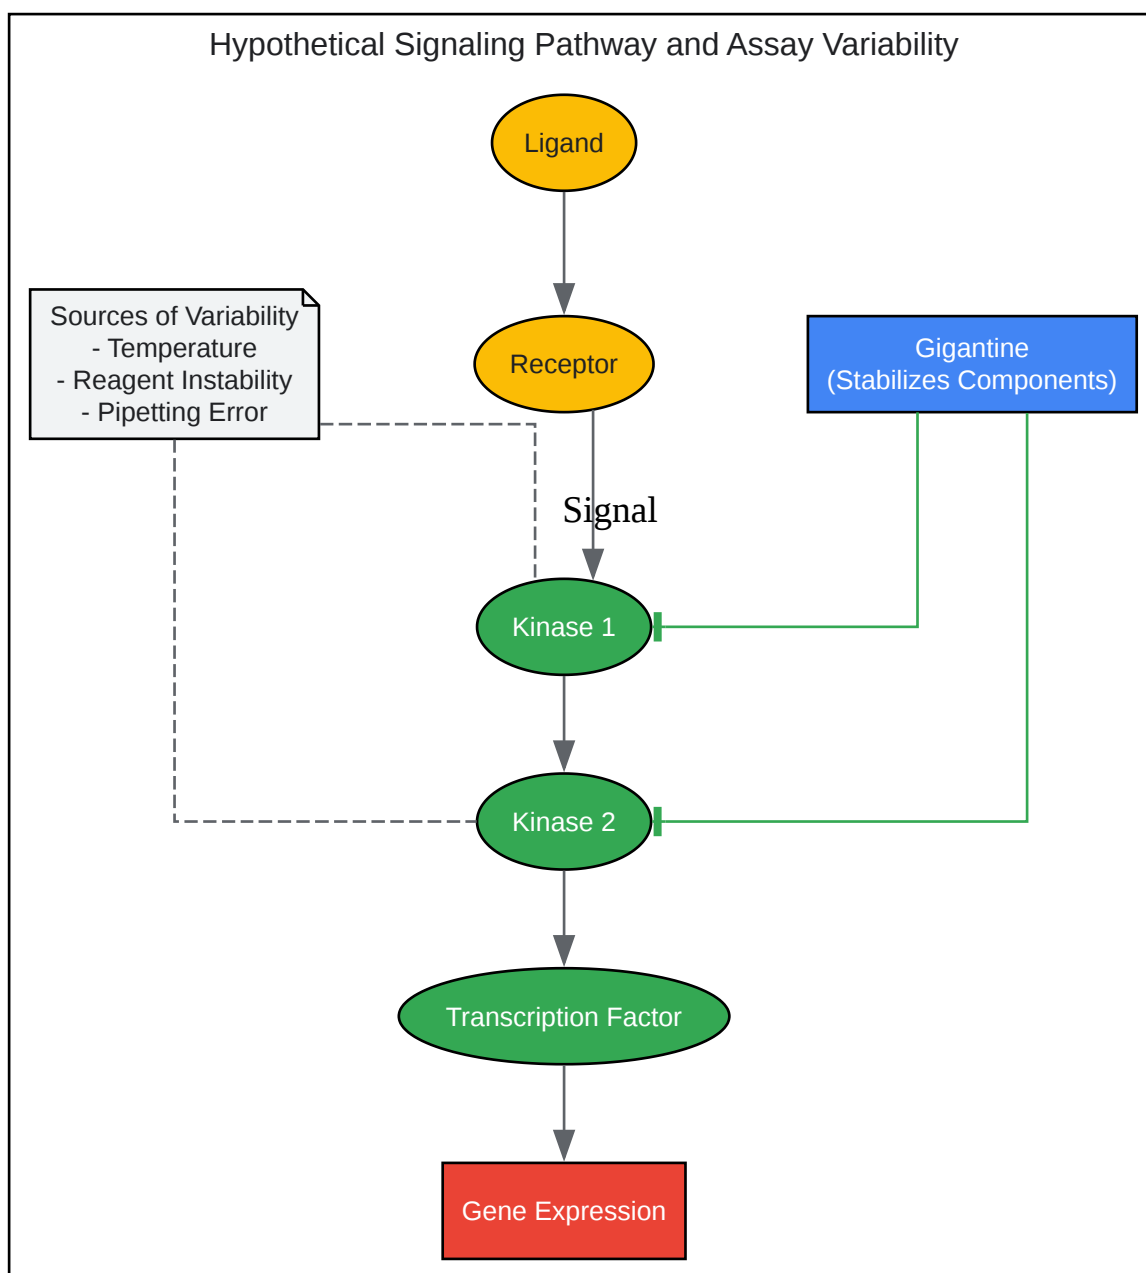 Hypothetical Signaling Pathway and Assay Variability
Ligand
Sources of Variability
- Temperature
- Reagent Instability
- Pipetting Error
Receptor
Gigantine
(Stabilizes Components)
Signal
Kinase 1
Kinase 2
Transcription Factor
Gene Expression